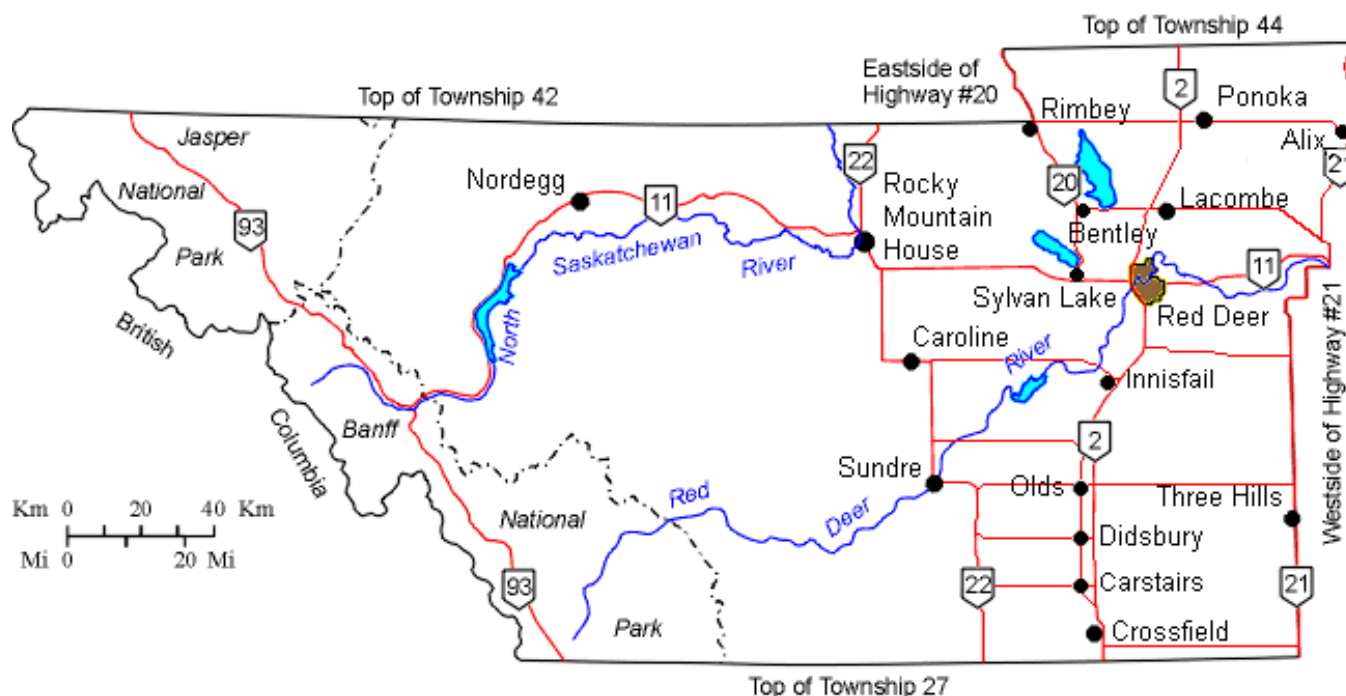 Top of Township 44
Top of Township 42
Eastside of
Highway #20
2
Rimbey
Ponoka
Alix
Jasper
National
Park
93
Nordegg
11
22
Rocky
Mountain
House
20
21
Lacombe
Bentley
Saskatchewan
River
North
11
Sylvan Lake
Red Deer
British
Columbia
Caroline
River
Innisfail
Westside of Highway #21
Banff
National
Park
2
Sundre
Olds
Three Hills
Red
Deer
Km 0 20 40 Km
Mi 0 20 Mi
Didsbury
93
22
Carstairs
21
Crossfield
Top of Township 27